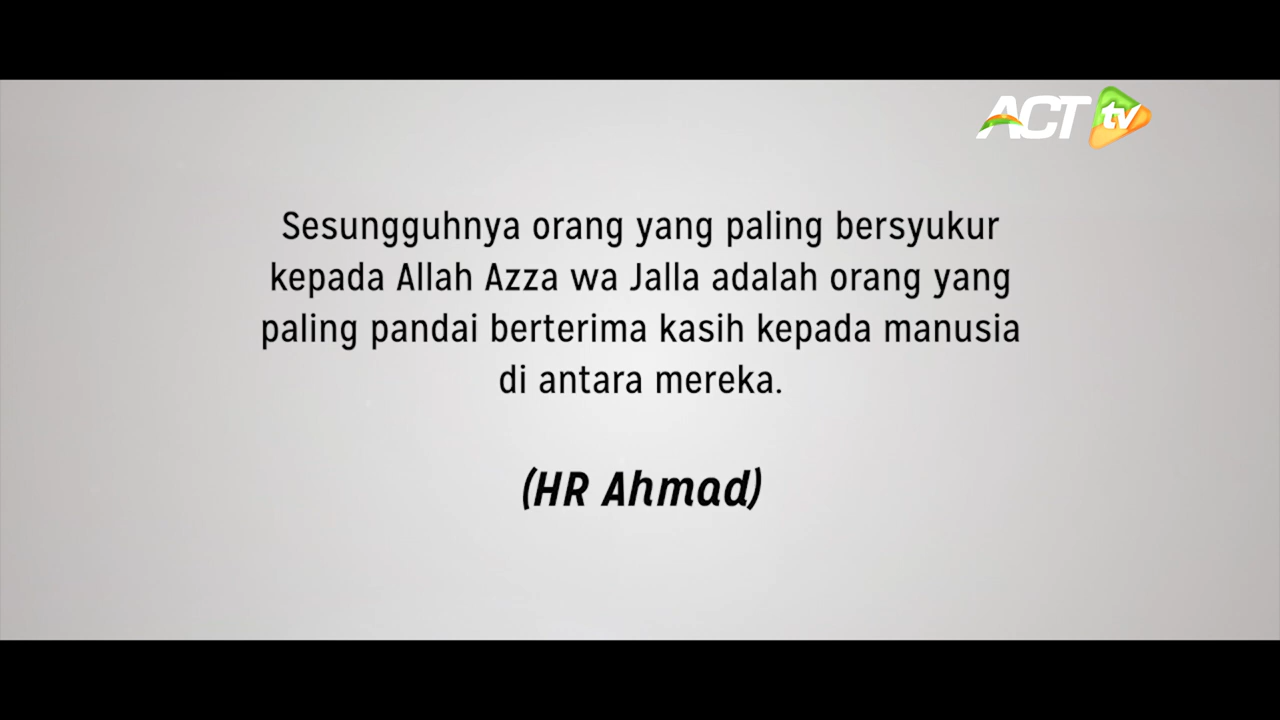 ACT tv
Sesungguhnya orang yang paling bersyukur
kepada Allah Azza wa Jalla adalah orang yang
paling pandai berterima kasih kepada manusia
di antara mereka.
(HR Ahmad)